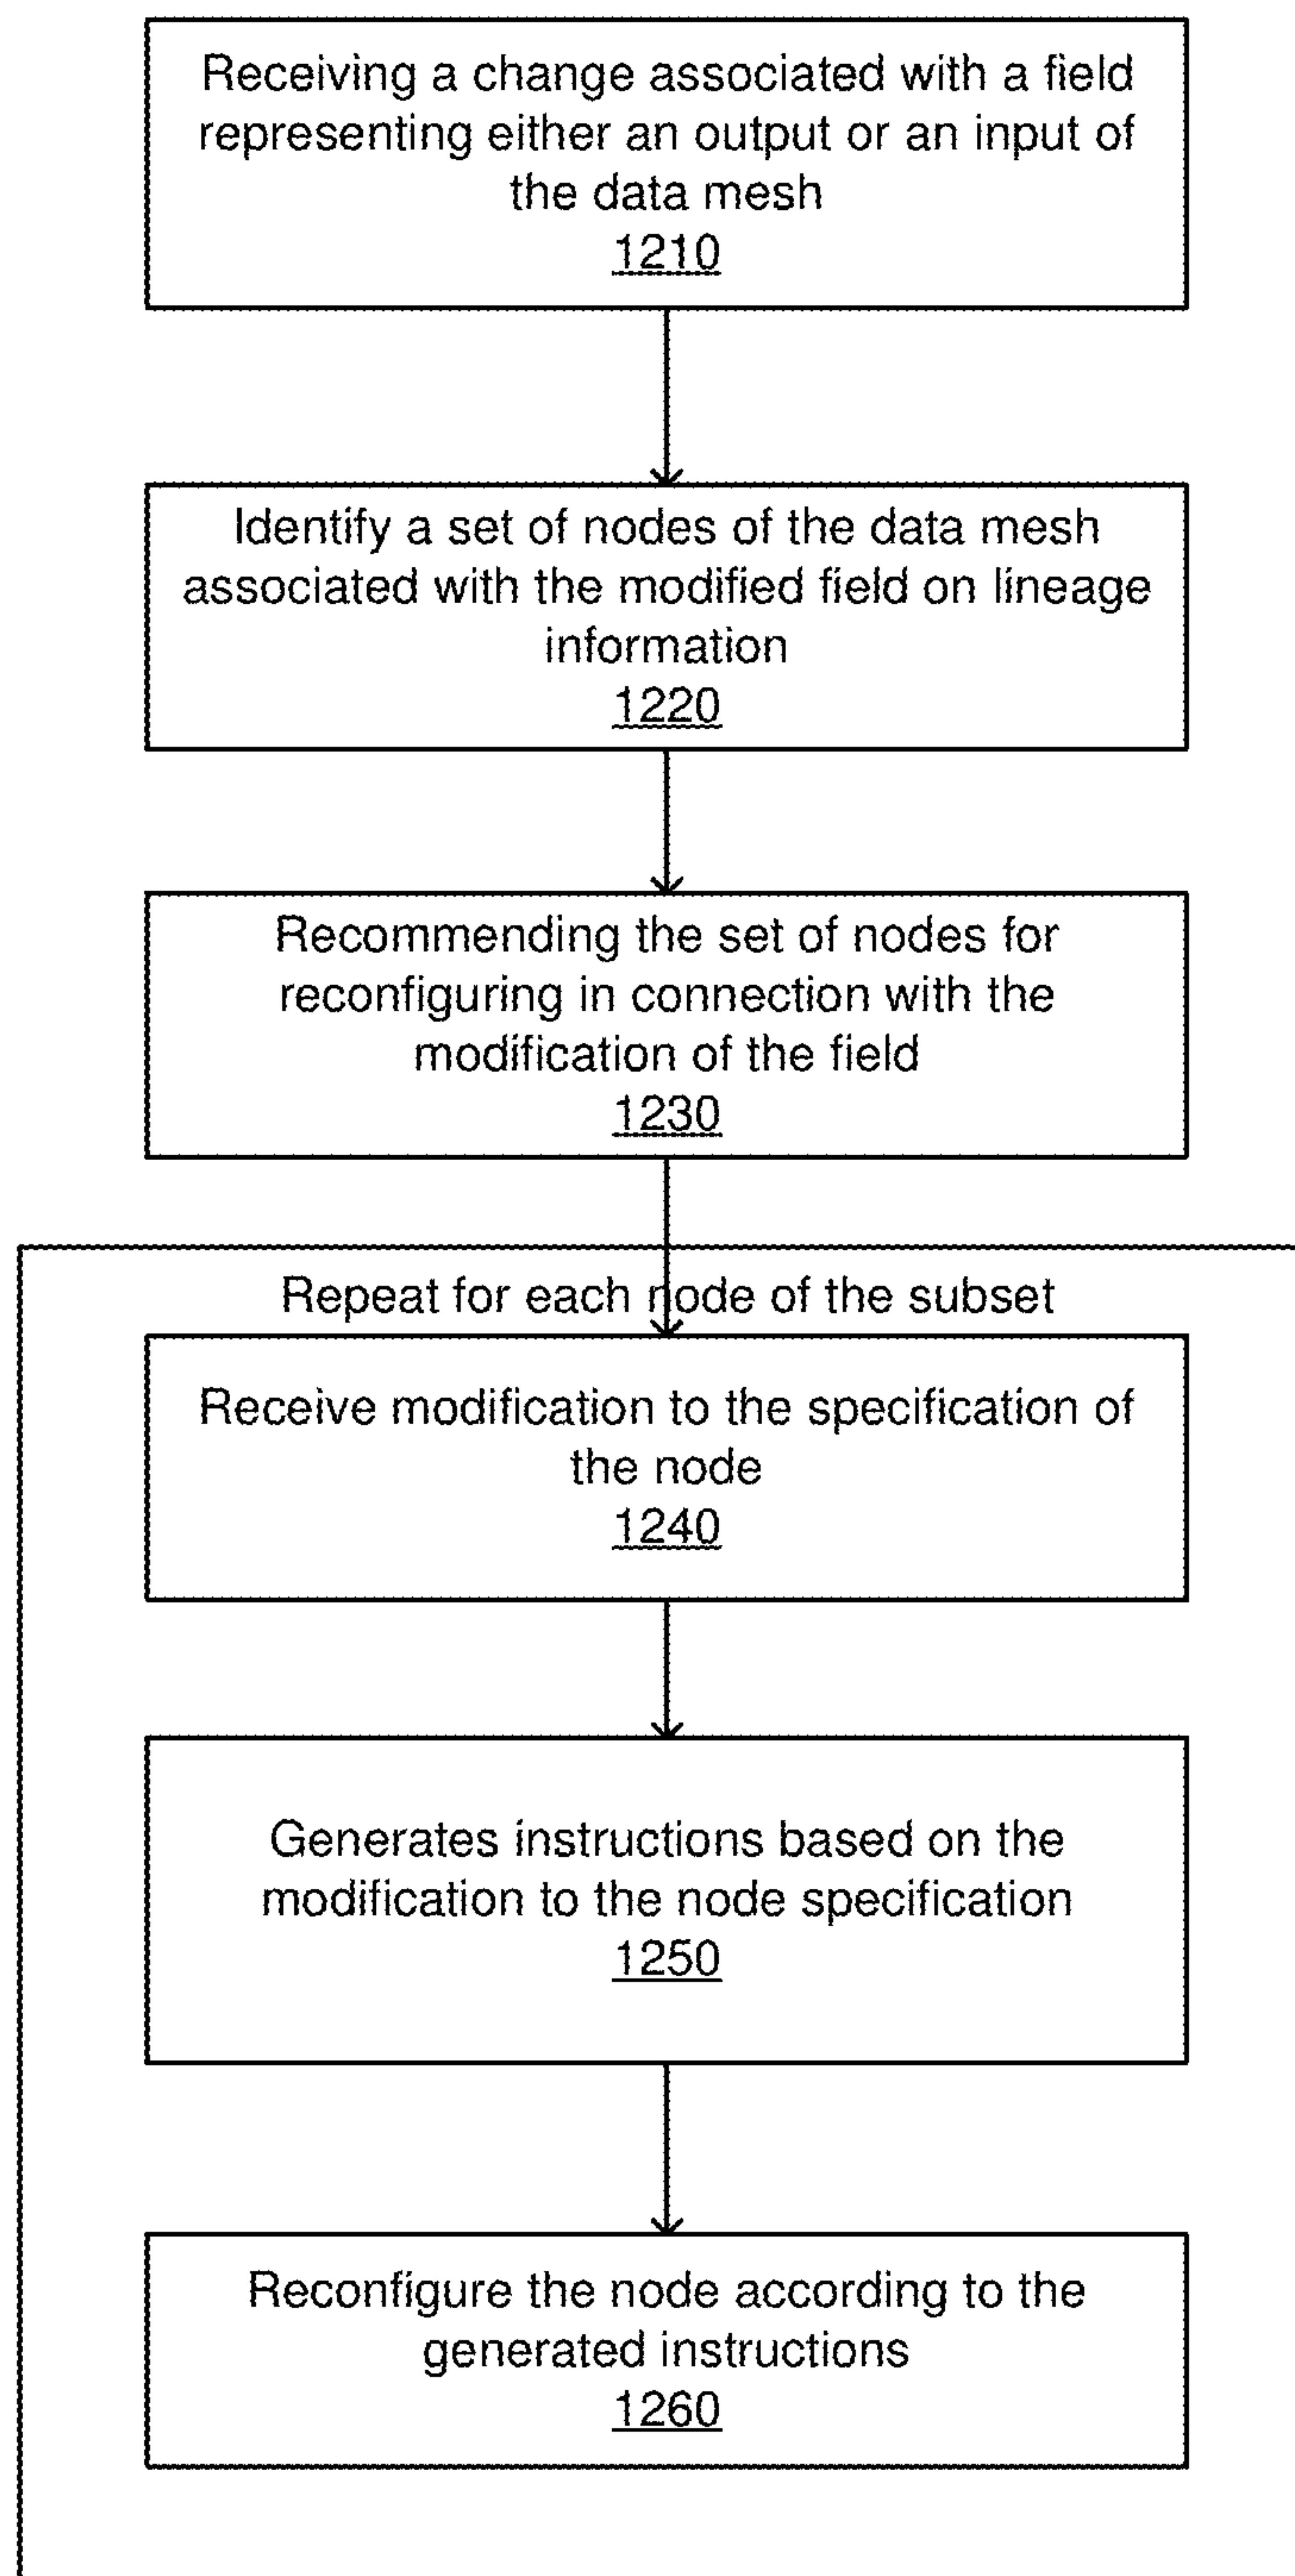 Receiving a change associated with a field
representing either an output or an input of
the data mesh
1210
Identify a set of nodes of the data mesh
associated with the modified field on lineage
information
1220
Recommending the set of nodes for
reconfiguring in connection with the
modification of the field
1230
Repeat for each node of the subset
Receive modification to the specification of
the node
1240
Generates instructions based on the
modification to the node specification
1250
Reconfigure the node according to the
generated instructions
1260